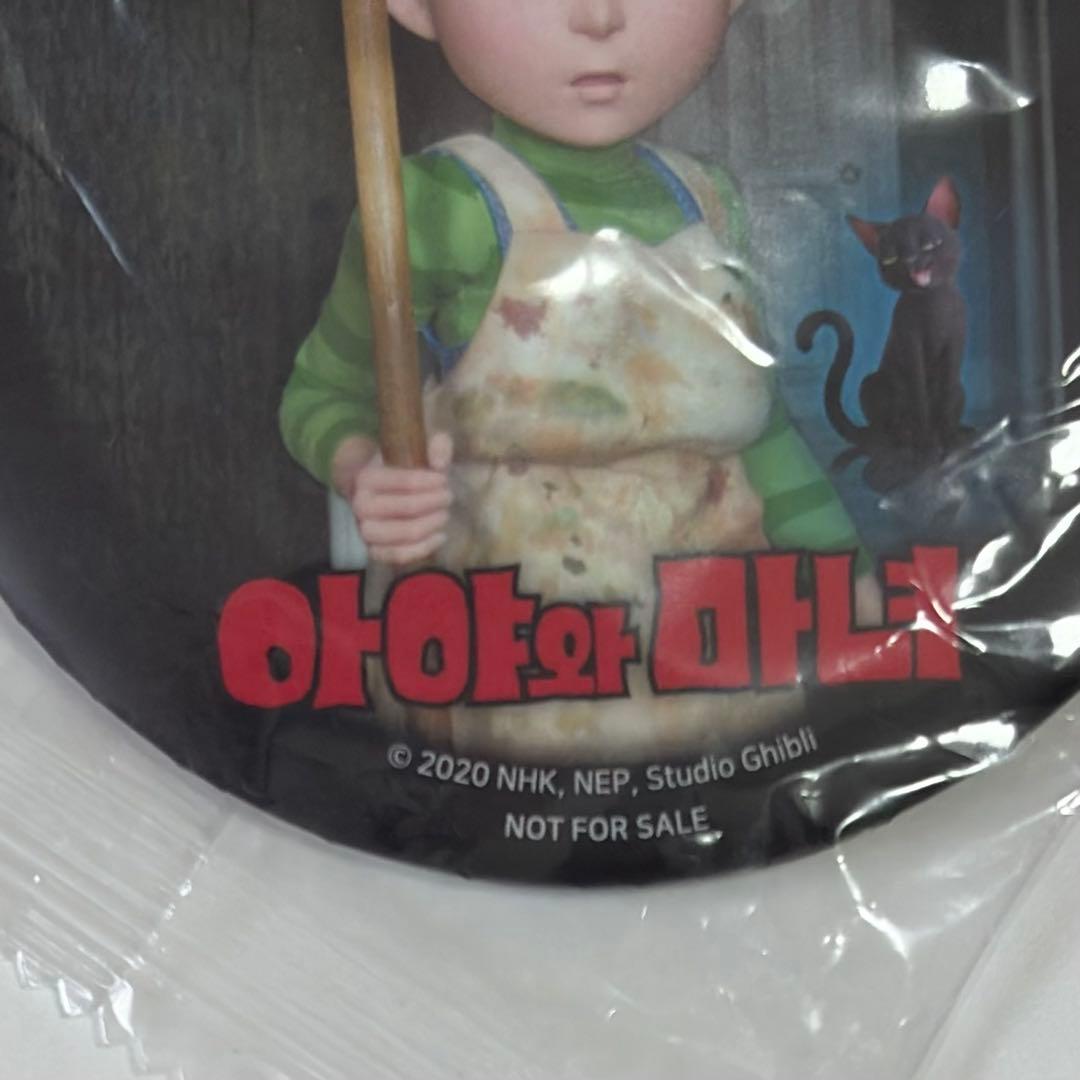 아야와 마녀
© 2020 NHK, NEP, Studio Ghibli
NOT FOR SALE